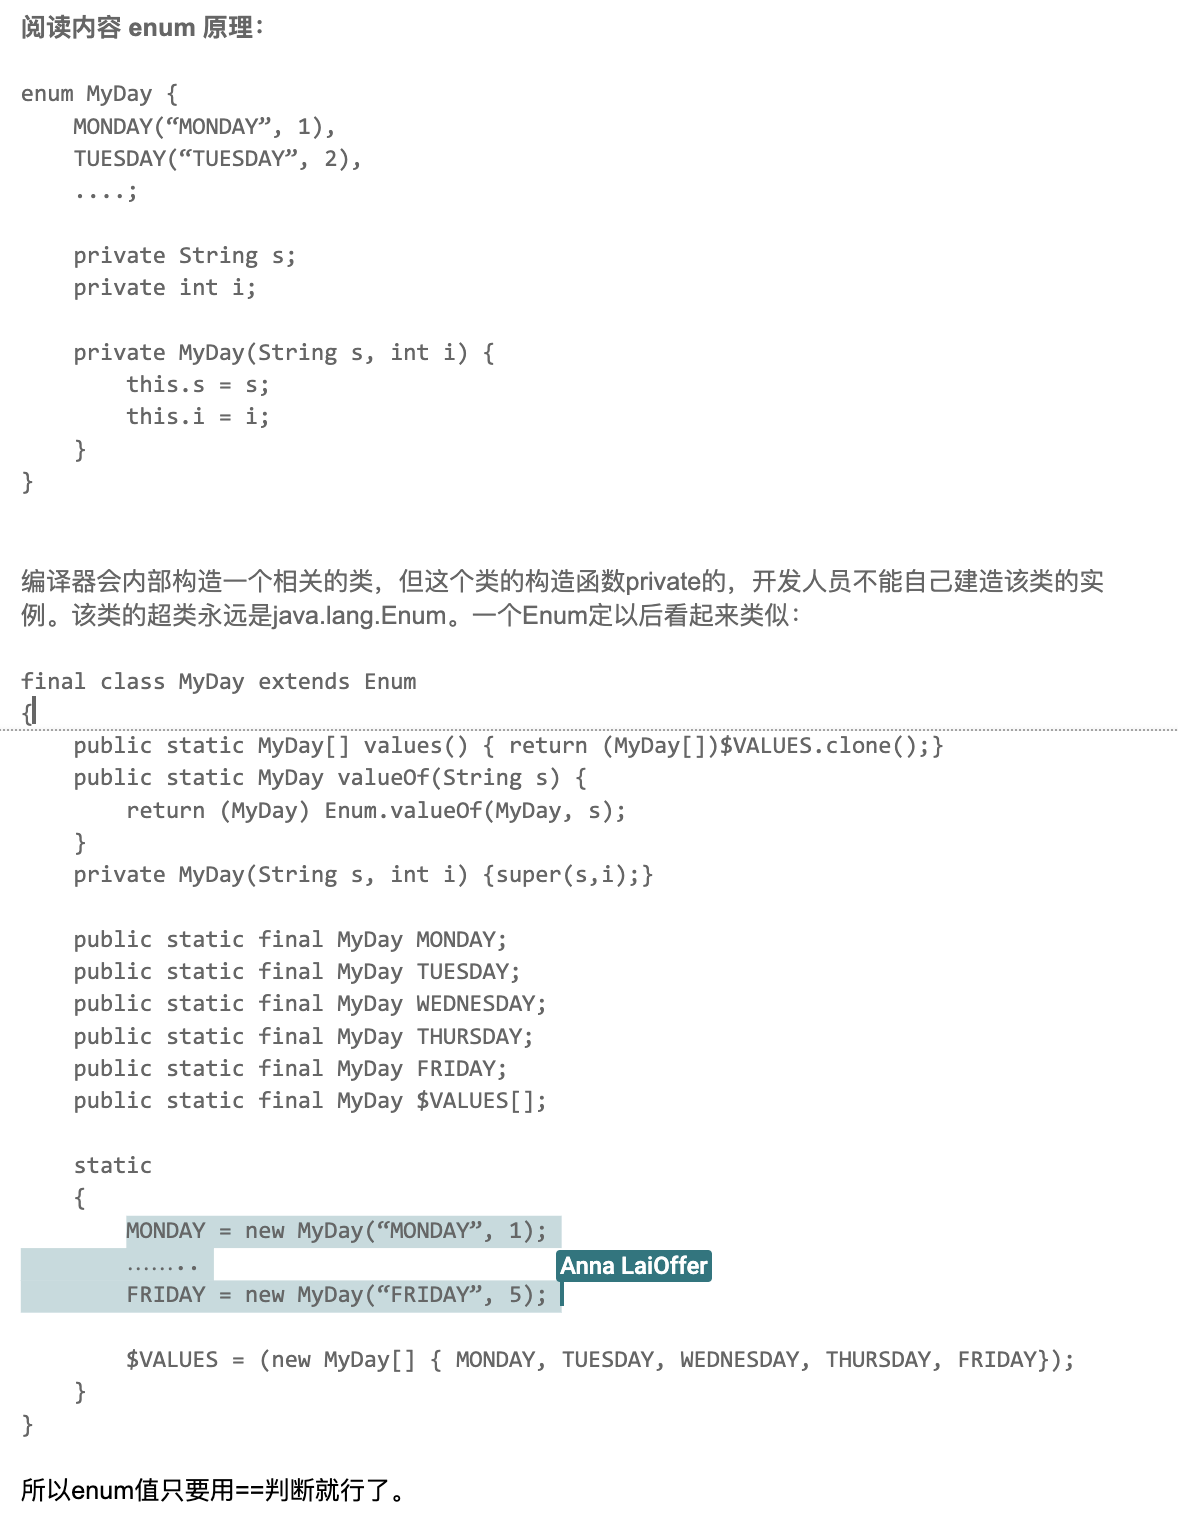 阅读内容 enum 原理：
enum MyDay {
    MONDAY(“MONDAY”, 1),
    TUESDAY(“TUESDAY”, 2),
    ....;
    private String s;
    private int i;
    private MyDay(String s, int i) {
        this.s = s;
        this.i = i;
    }
}
编译器会内部构造一个相关的类，但这个类的构造函数private的，开发人员不能自己建造该类的实
例。该类的超类永远是java.lang.Enum。一个Enum定以后看起来类似：
final class MyDay extends Enum
{
    public static MyDay[] values() { return (MyDay[])$VALUES.clone();}
    public static MyDay valueOf(String s) {
        return (MyDay) Enum.valueOf(MyDay, s);
    }
    private MyDay(String s, int i) {super(s,i);}
    public static final MyDay MONDAY;
    public static final MyDay TUESDAY;
    public static final MyDay WEDNESDAY;
    public static final MyDay THURSDAY;
    public static final MyDay FRIDAY;
    public static final MyDay $VALUES[];
    static
    {
        MONDAY = new MyDay(“MONDAY”, 1);
        ……..
Anna LaiOffer
        FRIDAY = new MyDay(“FRIDAY”, 5);
        $VALUES = (new MyDay[] { MONDAY, TUESDAY, WEDNESDAY, THURSDAY, FRIDAY});
    }
}
所以enum值只要用==判断就行了。